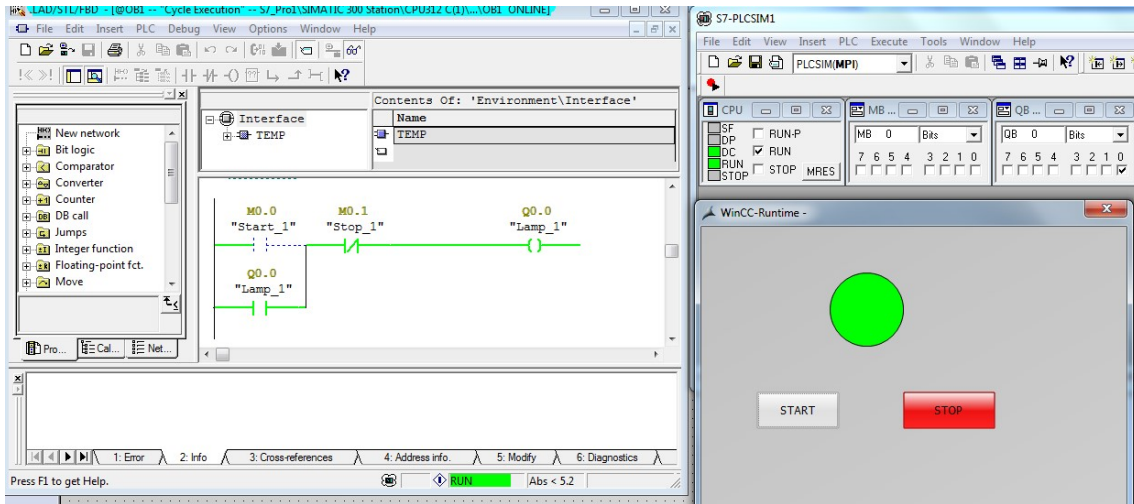 LAD/STL/FBD - [@OB1 -- "Cycle Execution" -- S7_Pro1\SIMATIC 300 Station\CPU312 C(1)\...\OB1 ONLINE]
File Edit Insert PLC Debug View Options Window Help
New network
Bit logic
Comparator
Converter
Counter
DB call
Jumps
Integer function
Floating-point fct.
Move
Pro...
Cal...
Net...
Contents Of: 'Environment\Interface'
Interface
TEMP
Name
TEMP
M0.0 M0.1 Q0.0
"Start_1" "Stop_1" "Lamp_1"
Q0.0
"Lamp_1"
1: Error 2: Info 3: Cross-references 4: Address info. 5: Modify 6: Diagnostics
Press F1 to get Help. RUN Abs < 5.2
S7-PLCSIM1
File Edit View Insert PLC Execute Tools Window Help
PLCSIM(MPI)
CPU
SF
DP
DC
RUN
STOP
RUN-P
RUN
STOP MRES
MB ...
MB 0 Bits
7 6 5 4 3 2 1 0
QB ...
QB 0 Bits
7 6 5 4 3 2 1 0
WinCC-Runtime -
START STOP